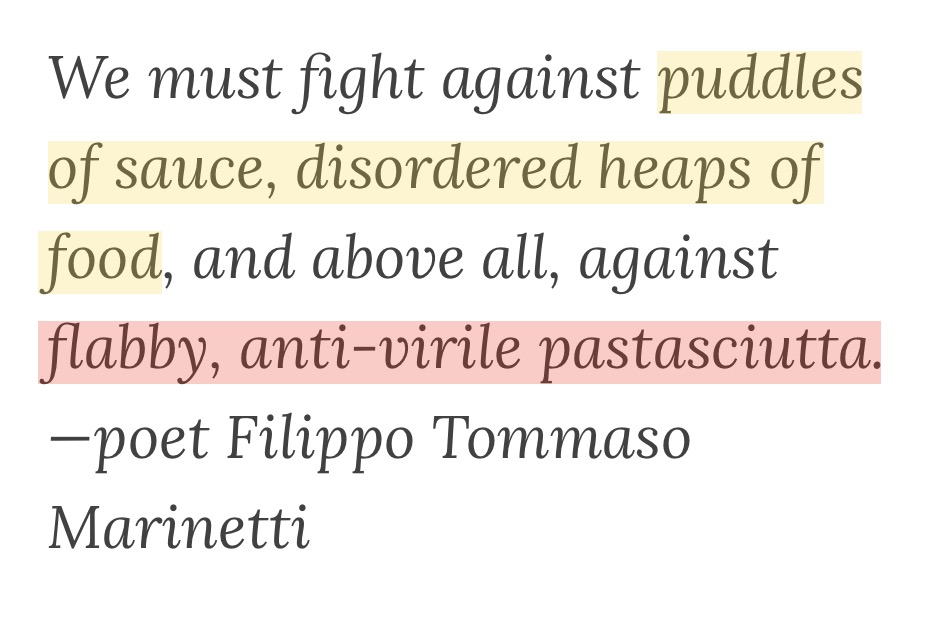 We must fight against puddles
of sauce, disordered heaps of
food, and above all, against
flabby, anti-virile pastasciutta.
—poet Filippo Tommaso
Marinetti